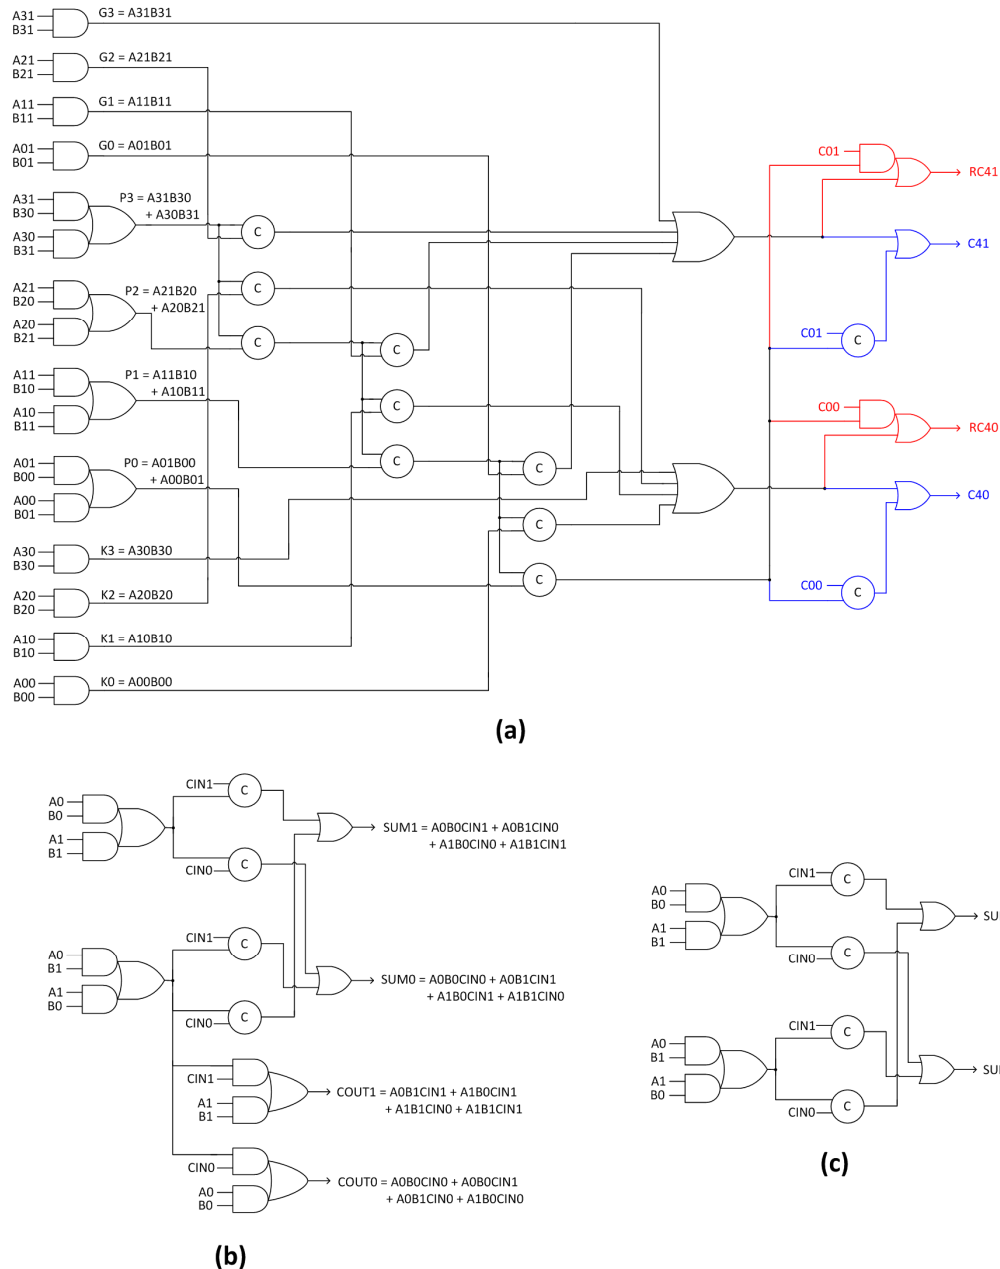 A31
B31
G3 = A31B31
A21
B21
G2 = A21B21
A11
B11
G1 = A11B11
A01
B01
G0 = A01B01
A31
B30
A30
B31
P3 = A31B30
+ A30B31
C
C
C
A21
B20
A20
B21
P2 = A21B20
+ A20B21
A11
B10
A10
B11
P1 = A11B10
+ A10B11
C
C
C
A01
B00
A00
B01
P0 = A01B00
+ A00B01
C
C
C
A30
B30
K3 = A30B30
A20
B20
K2 = A20B20
A10
B10
K1 = A10B10
A00
B00
K0 = A00B00
C01
RC41
C41
C01
C
C00
RC40
C40
C00
C
(a)
A0
B0
A1
B1
CIN1
C
C
CIN0
SUM1 = A0B0CIN1 + A0B1CIN0
+ A1B0CIN0 + A1B1CIN1
A0
B1
A1
B0
CIN1
C
C
CIN0
SUM0 = A0B0CIN0 + A0B1CIN1
+ A1B0CIN1 + A1B1CIN0
CIN1
A1
B1
COUT1 = A0B1CIN1 + A1B0CIN1
+ A1B1CIN0 + A1B1CIN1
CIN0
A0
B0
COUT0 = A0B0CIN0 + A0B0CIN1
+ A0B1CIN0 + A1B0CIN0
(b)
A0
B0
A1
B1
CIN1
C
C
CIN0
SU
A0
B1
A1
B0
CIN1
C
C
CIN0
SU
(c)